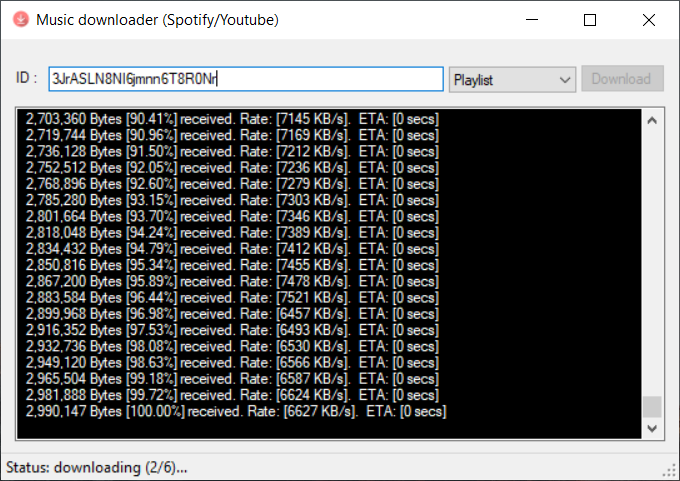 Music downloader (Spotify/Youtube)
ID : 3JrASLN8NI6jmnn6T8R0Nr Playlist Download
2,703,360 Bytes [90.41%] received. Rate: [7145 KB/s]. ETA: [0 secs]
2,719,744 Bytes [90.96%] received. Rate: [7169 KB/s]. ETA: [0 secs]
2,736,128 Bytes [91.50%] received. Rate: [7212 KB/s]. ETA: [0 secs]
2,752,512 Bytes [92.05%] received. Rate: [7236 KB/s]. ETA: [0 secs]
2,768,896 Bytes [92.60%] received. Rate: [7279 KB/s]. ETA: [0 secs]
2,785,280 Bytes [93.15%] received. Rate: [7303 KB/s]. ETA: [0 secs]
2,801,664 Bytes [93.70%] received. Rate: [7346 KB/s]. ETA: [0 secs]
2,818,048 Bytes [94.24%] received. Rate: [7389 KB/s]. ETA: [0 secs]
2,834,432 Bytes [94.79%] received. Rate: [7412 KB/s]. ETA: [0 secs]
2,850,816 Bytes [95.34%] received. Rate: [7455 KB/s]. ETA: [0 secs]
2,867,200 Bytes [95.89%] received. Rate: [7478 KB/s]. ETA: [0 secs]
2,883,584 Bytes [96.44%] received. Rate: [7521 KB/s]. ETA: [0 secs]
2,899,968 Bytes [96.98%] received. Rate: [6457 KB/s]. ETA: [0 secs]
2,916,352 Bytes [97.53%] received. Rate: [6493 KB/s]. ETA: [0 secs]
2,932,736 Bytes [98.08%] received. Rate: [6530 KB/s]. ETA: [0 secs]
2,949,120 Bytes [98.63%] received. Rate: [6566 KB/s]. ETA: [0 secs]
2,965,504 Bytes [99.18%] received. Rate: [6587 KB/s]. ETA: [0 secs]
2,981,888 Bytes [99.72%] received. Rate: [6624 KB/s]. ETA: [0 secs]
2,990,147 Bytes [100.00%] received. Rate: [6627 KB/s]. ETA: [0 secs]
Status: downloading (2/6)...